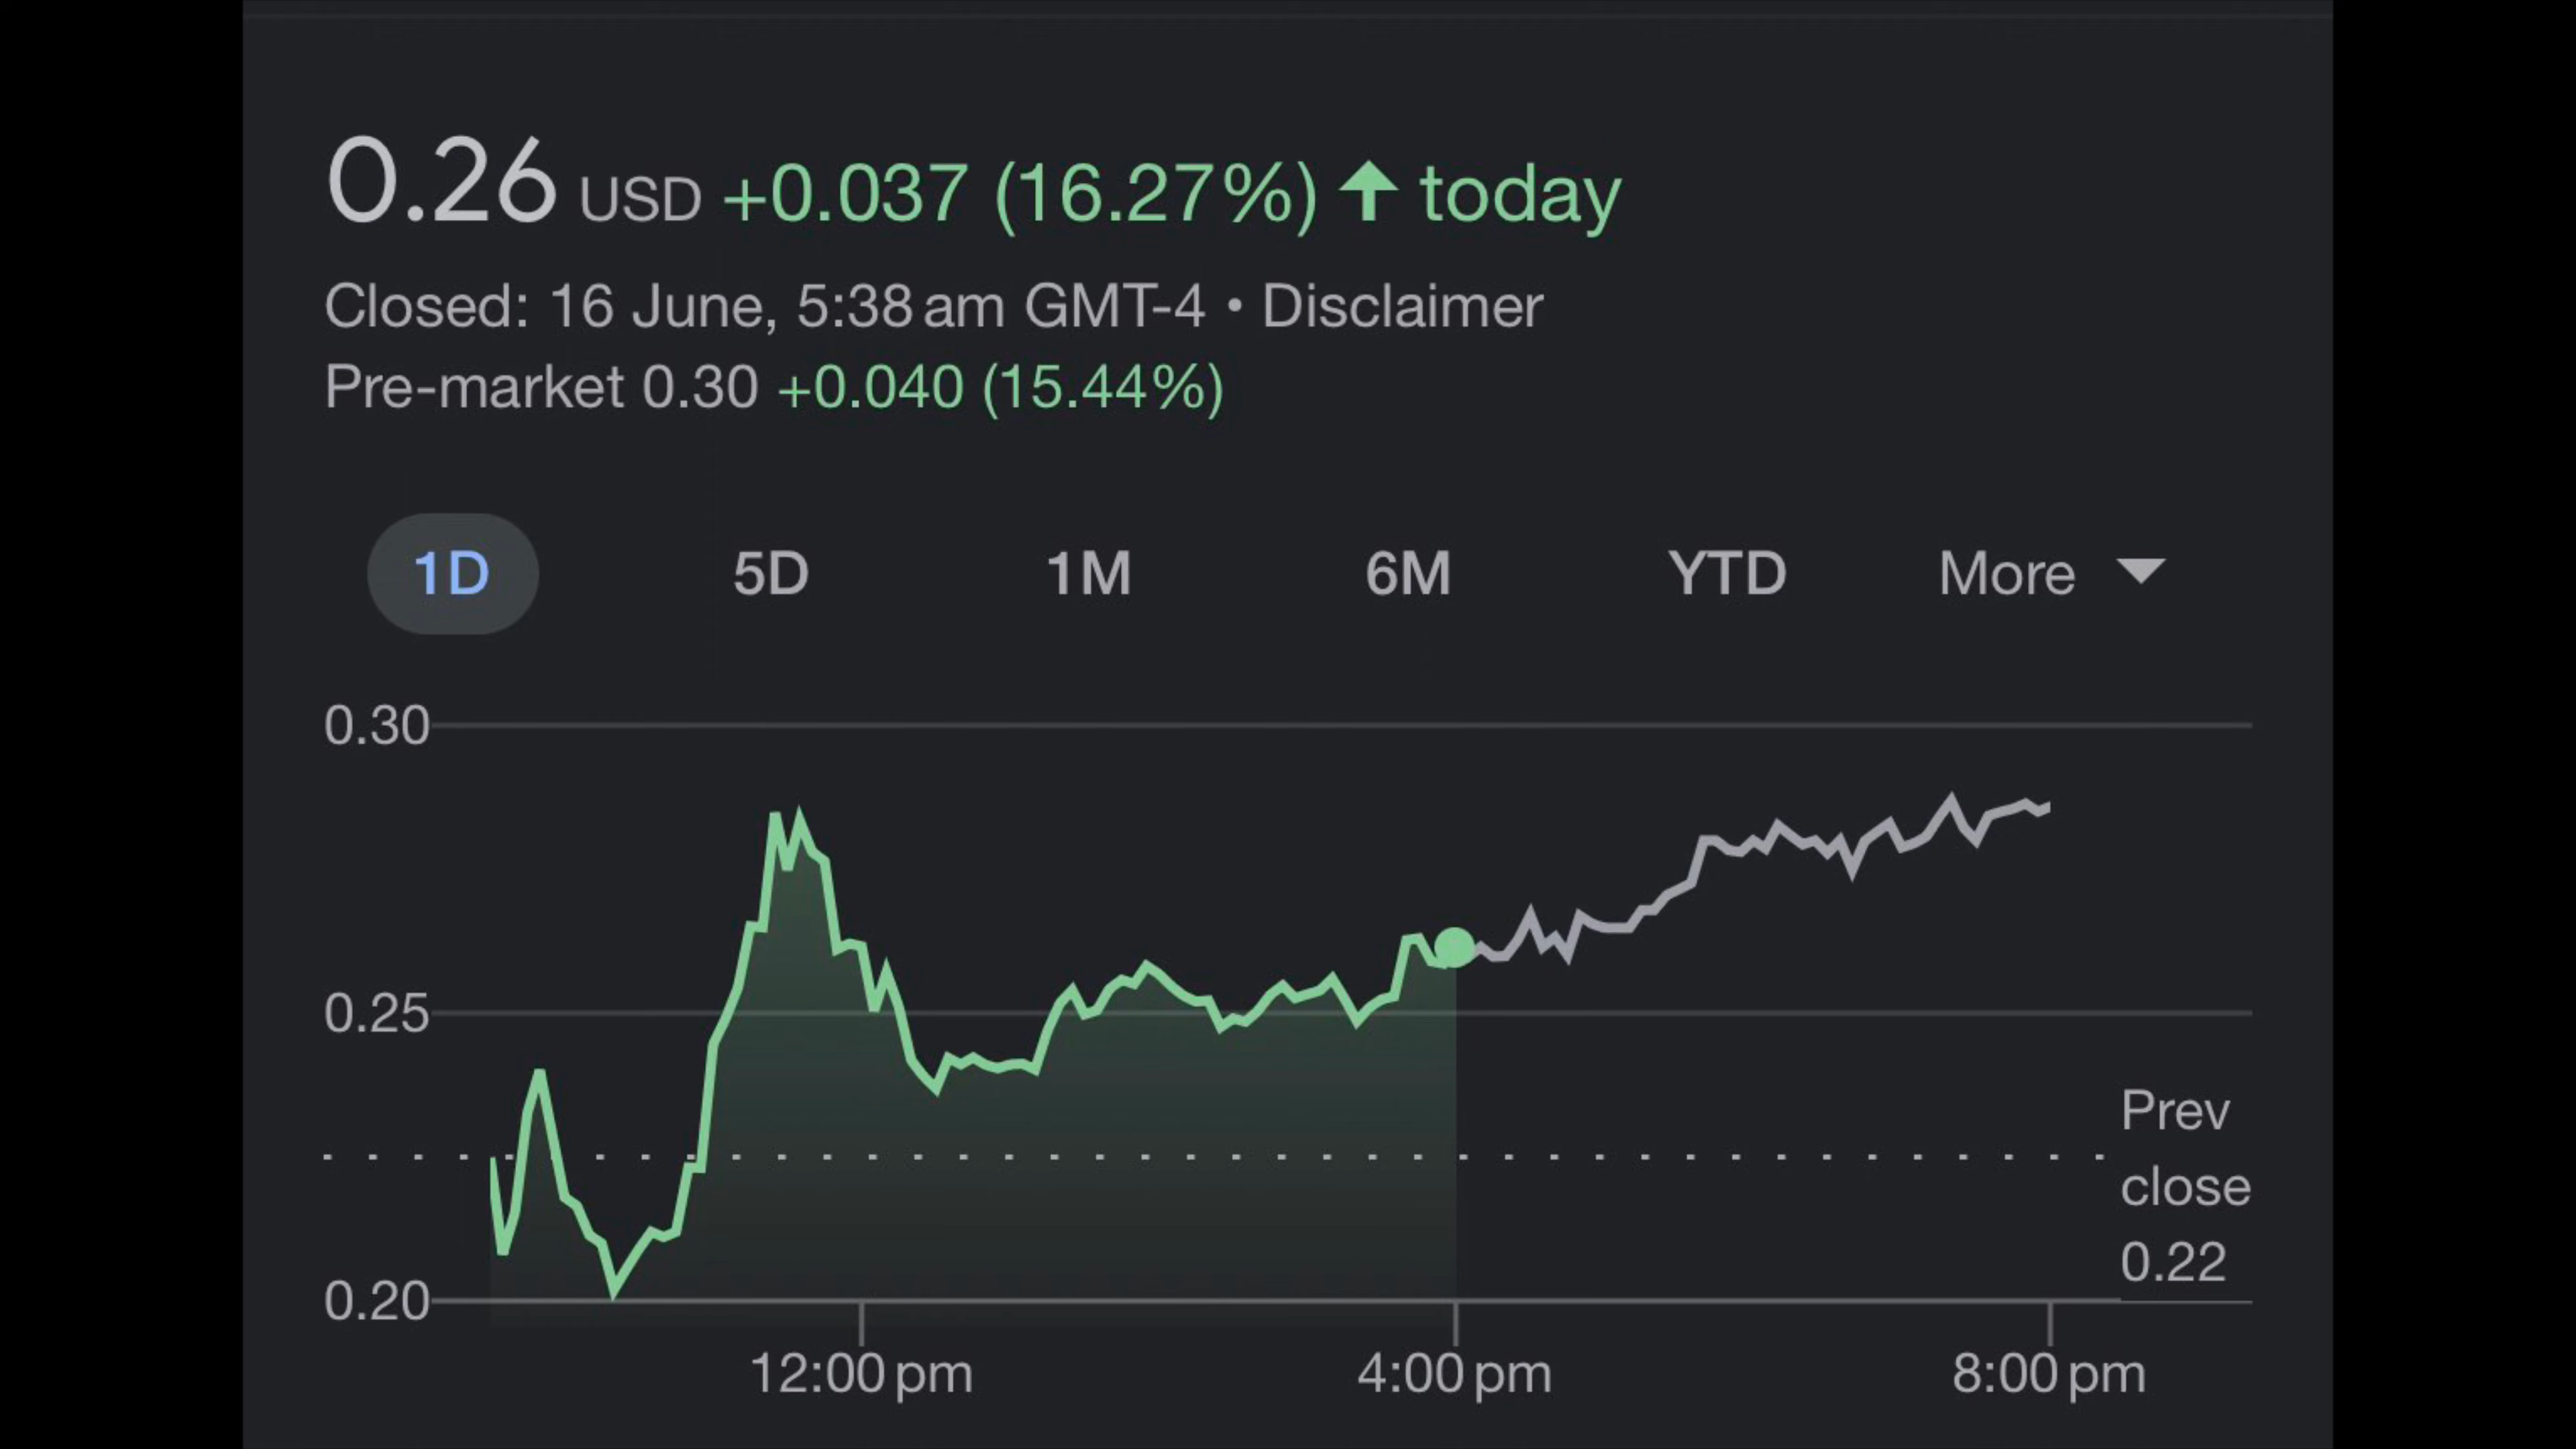 0.26 USD +0.037 (16.27%) ↑ today
Closed: 16 June, 5:38 am GMT-4 • Disclaimer
Pre-market 0.30 +0.040 (15.44%)
1D 5D 1M 6M YTD More
0.30
0.25
Prev
close
0.22
0.20
12:00 pm 4:00 pm 8:00 pm